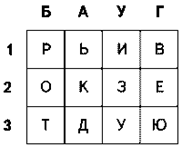 Б А У Г
1 Р Ь И В
2 О К З Е
3 Т Д У Ю